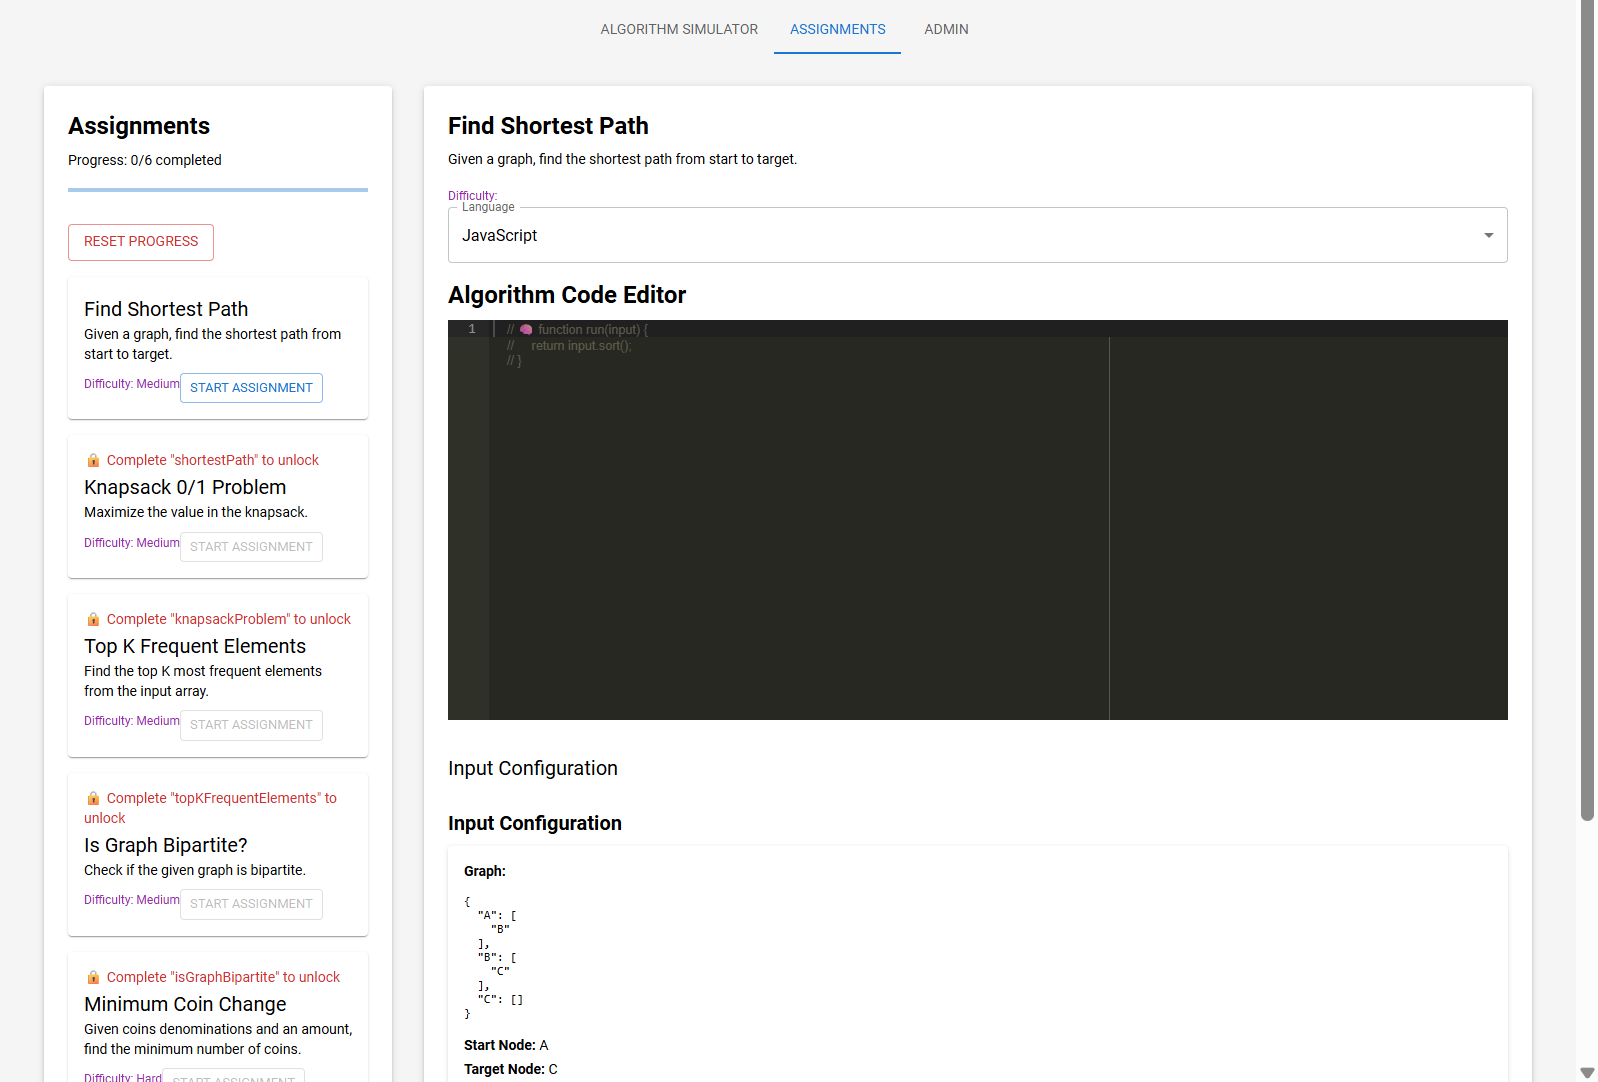 ALGORITHM SIMULATOR
ASSIGNMENTS
ADMIN
Assignments
Progress: 0/6 completed
RESET PROGRESS
Find Shortest Path
Given a graph, find the shortest path from
start to target.
Difficulty: Medium
START ASSIGNMENT
🔒 Complete "shortestPath" to unlock
Knapsack 0/1 Problem
Maximize the value in the knapsack.
Difficulty: Medium
START ASSIGNMENT
🔒 Complete "knapsackProblem" to unlock
Top K Frequent Elements
Find the top K most frequent elements
from the input array.
Difficulty: Medium
START ASSIGNMENT
🔒 Complete "topKFrequentElements" to
unlock
Is Graph Bipartite?
Check if the given graph is bipartite.
Difficulty: Medium
START ASSIGNMENT
🔒 Complete "isGraphBipartite" to unlock
Minimum Coin Change
Given coins denominations and an amount,
find the minimum number of coins.
Difficulty: Hard
START ASSIGNMENT
Find Shortest Path
Given a graph, find the shortest path from start to target.
Difficulty:
Language
JavaScript
Algorithm Code Editor
1
// 🧠 function run(input) {
//     return input.sort();
// }
Input Configuration
Input Configuration
Graph:
{
  "A": [
    "B"
  ],
  "B": [
    "C"
  ],
  "C": []
}
Start Node: A
Target Node: C